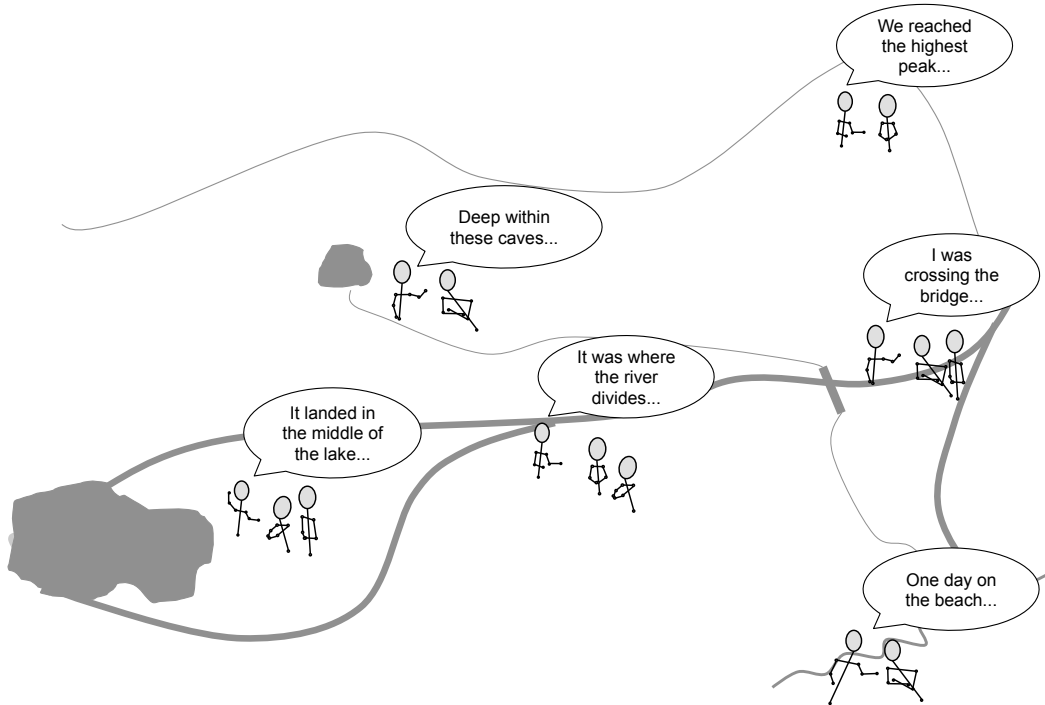 We reached
the highest
peak...
Deep within
these caves...
I was
crossing the
bridge...
It was where
the river
divides...
It landed in
the middle of
the lake...
One day on
the beach...